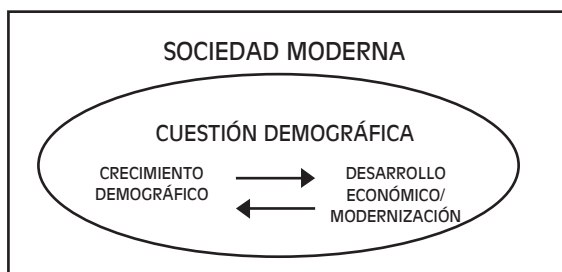 SOCIEDAD MODERNA
CUESTIÓN DEMOGRÁFICA
CRECIMIENTO
DEMOGRÁFICO
DESARROLLO
ECONÓMICO/
MODERNIZACIÓN